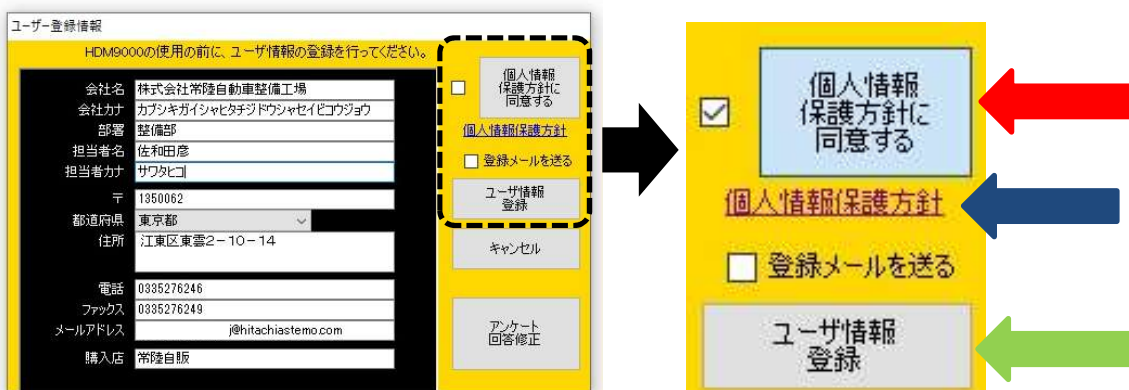 ユーザー登録情報
HDM9000の使用の前に、ユーザ情報の登録を行ってください。
会社名 株式会社常陸自動車整備工場
会社カナ カブシキガイシャヒタチジドウシャセイビコウジョウ
部署 整備部
担当者名 佐和田彦
担当者カナ サワタヒコ
〒 1350062
都道府県 東京都
住所 江東区東雲2-10-14
電話 0335276246
ファックス 0335276249
メールアドレス j@hitachiastemo.com
購入店 常陸自販
個人情報
保護方針に
同意する
個人情報保護方針
登録メールを送る
ユーザ情報
登録
キャンセル
アンケート
回答修正
個人情報
保護方針に
同意する
個人情報保護方針
登録メールを送る
ユーザ情報
登録